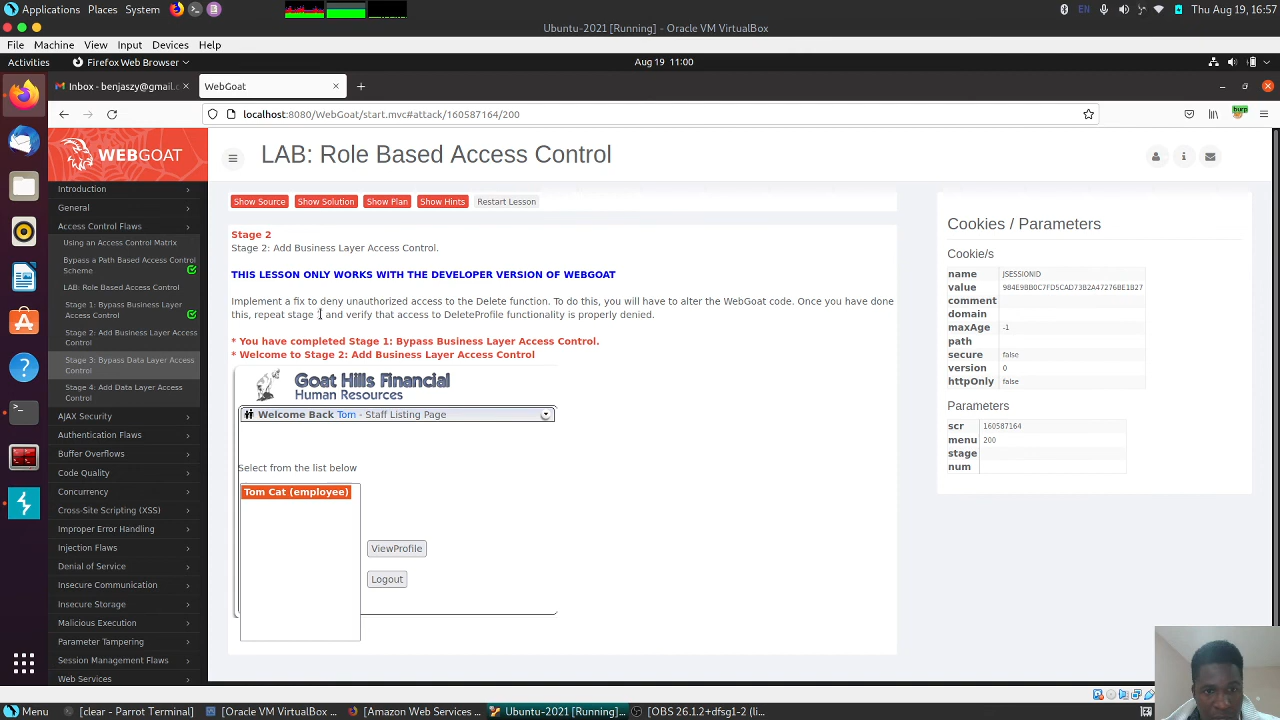 Applications Places System EN Thu Aug 19, 16:57
Ubuntu-2021 [Running] - Oracle VM VirtualBox
File Machine View Input Devices Help
Activities Firefox Web Browser Aug 19 11:00
Inbox - benjaszy@gmail.c WebGoat
localhost:8080/WebGoat/start.mvc#attack/160587164/200
burp
WEBGOAT
LAB: Role Based Access Control
Introduction
General
Access Control Flaws
Using an Access Control Matrix
Bypass a Path Based Access Control
Scheme
LAB: Role Based Access Control
Stage 1: Bypass Business Layer
Access Control
Stage 2: Add Business Layer Access
Control
Stage 3: Bypass Data Layer Access
Control
Stage 4: Add Data Layer Access
Control
AJAX Security
Authentication Flaws
Buffer Overflows
Code Quality
Concurrency
Cross-Site Scripting (XSS)
Improper Error Handling
Injection Flaws
Denial of Service
Insecure Communication
Insecure Storage
Malicious Execution
Parameter Tampering
Session Management Flaws
Web Services
Show Source Show Solution Show Plan Show Hints Restart Lesson
Stage 2
Stage 2: Add Business Layer Access Control.
THIS LESSON ONLY WORKS WITH THE DEVELOPER VERSION OF WEBGOAT
Implement a fix to deny unauthorized access to the Delete function. To do this, you will have to alter the WebGoat code. Once you have done
this, repeat stage 1, and verify that access to DeleteProfile functionality is properly denied.
* You have completed Stage 1: Bypass Business Layer Access Control.
* Welcome to Stage 2: Add Business Layer Access Control
Goat Hills Financial
Human Resources
Welcome Back Tom - Staff Listing Page
Select from the list below
Tom Cat (employee)
ViewProfile
Logout
Cookies / Parameters
Cookie/s
name JSESSIONID
value 984E98B0C7FD5CAD73B2A47276BE1B27
comment
domain
maxAge -1
path
secure false
version 0
httpOnly false
Parameters
scr 160587164
menu 200
stage
num
Menu [clear - Parrot Terminal] [Oracle VM VirtualBox ... [Amazon Web Services ... Ubuntu-2021 [Running]... [OBS 26.1.2+dfsg1-2 (li...